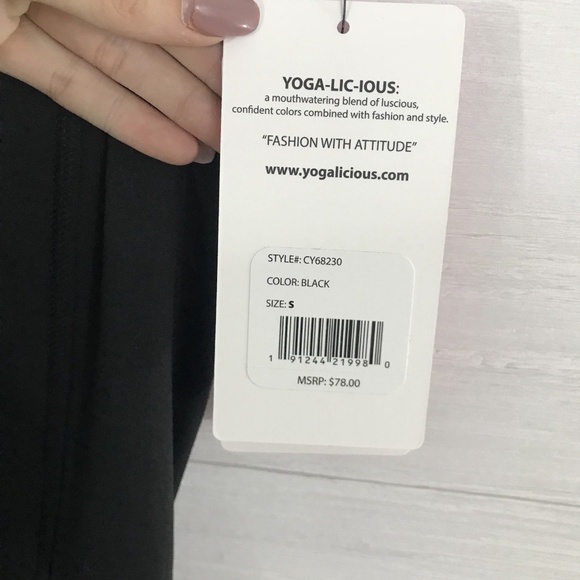 YOGA-LIC-IOUS:
a mouthwatering blend of luscious,
confident colors combined with fashion and style.
“FASHION WITH ATTITUDE”
www.yogalicious.com
STYLE#: CY68230
COLOR: BLACK
SIZE: S
1 91244 21998 0
MSRP: $78.00